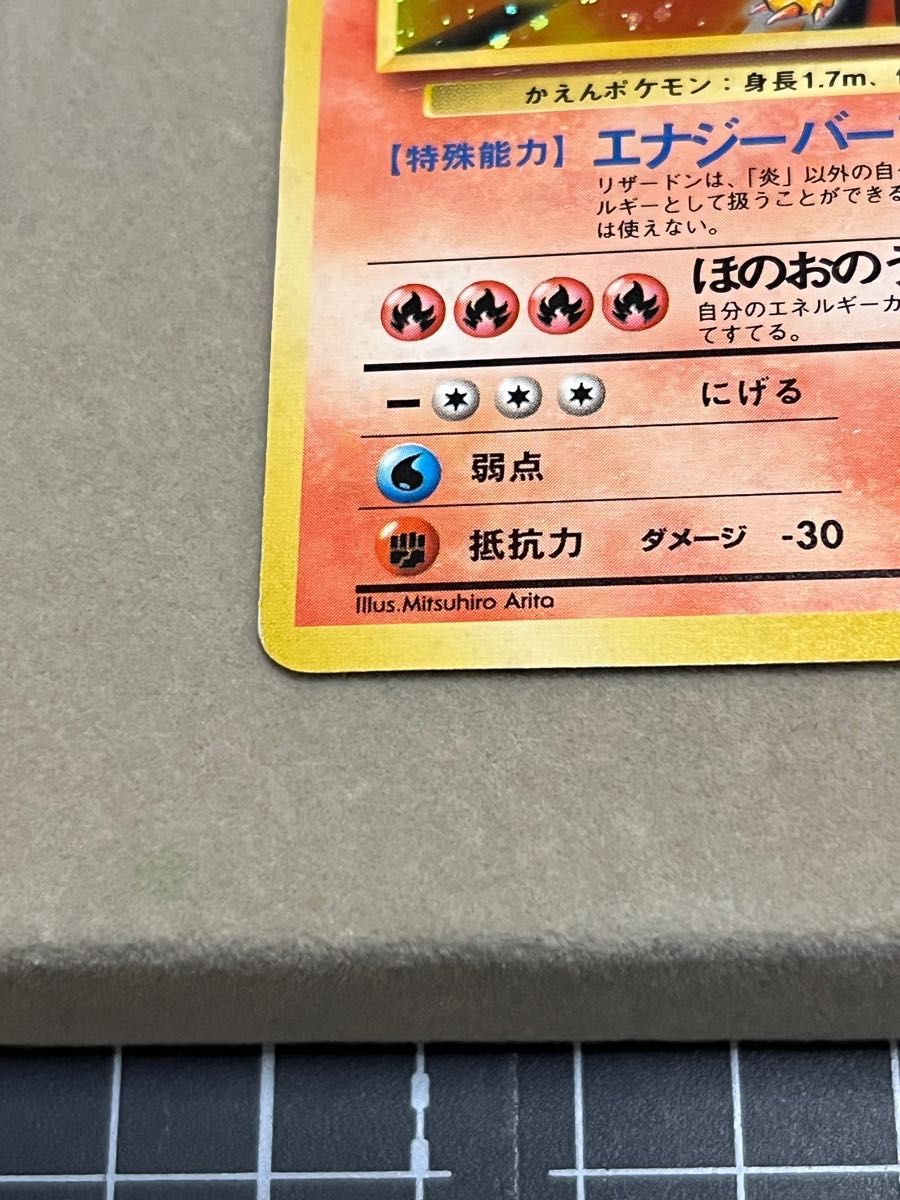 かえんポケモン：身長1.7m、
【特殊能力】 エナジーバー
リザードンは、「炎」以外の自
ルギーとして扱うことができる
は使えない。
ほのおのう
自分のエネルギーカ
てすてる。
にげる
弱点
抵抗力 ダメージ -30
Illus.Mitsuhiro Arita